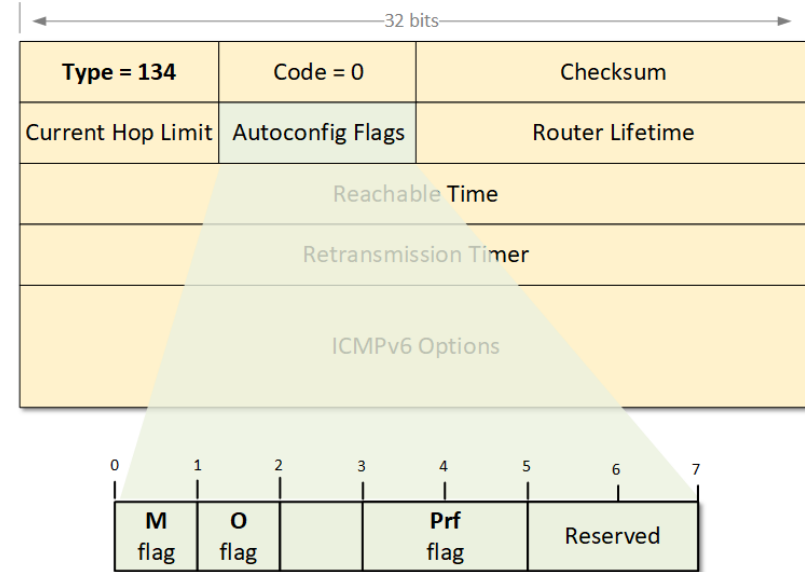 32 bits
Type = 134 Code = 0 Checksum
Current Hop Limit Autoconfig Flags Router Lifetime
Reachable Time
Retransmission Timer
ICMPv6 Options
0 1 2 3 4 5 6 7
M O Prf
flag flag flag Reserved